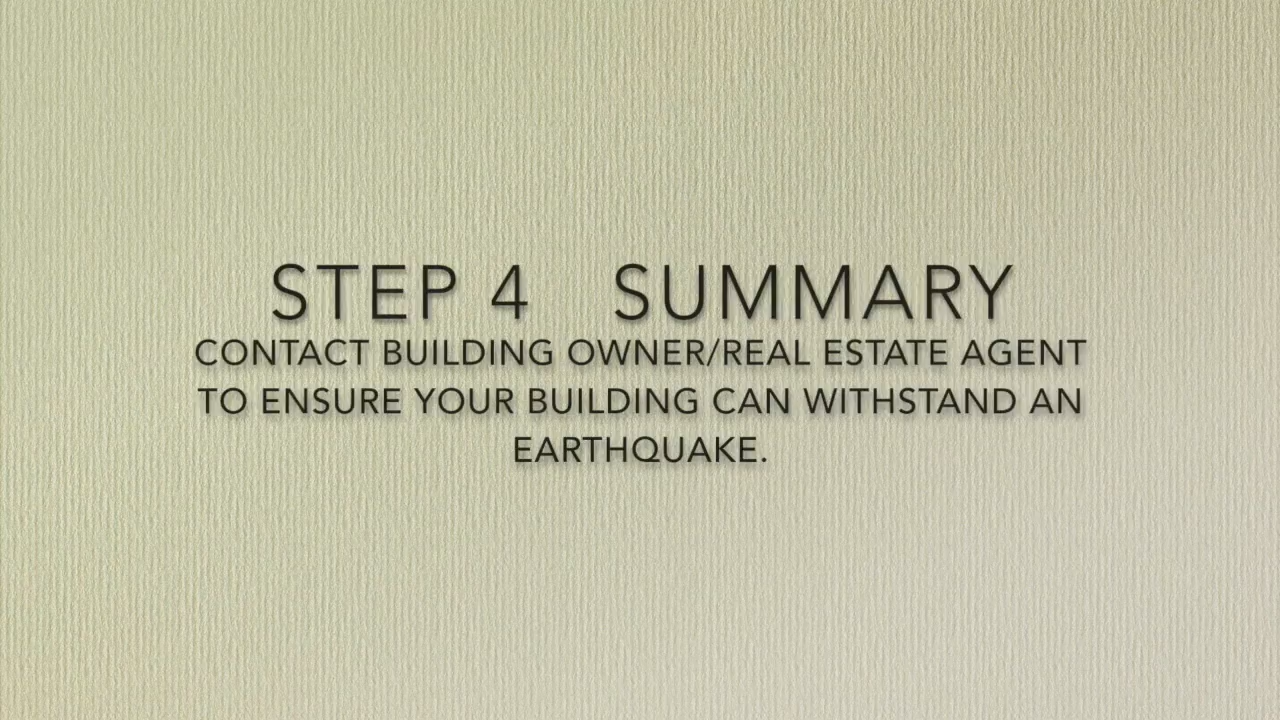 STEP 4 SUMMARY
CONTACT BUILDING OWNER/REAL ESTATE AGENT
TO ENSURE YOUR BUILDING CAN WITHSTAND AN
EARTHQUAKE.